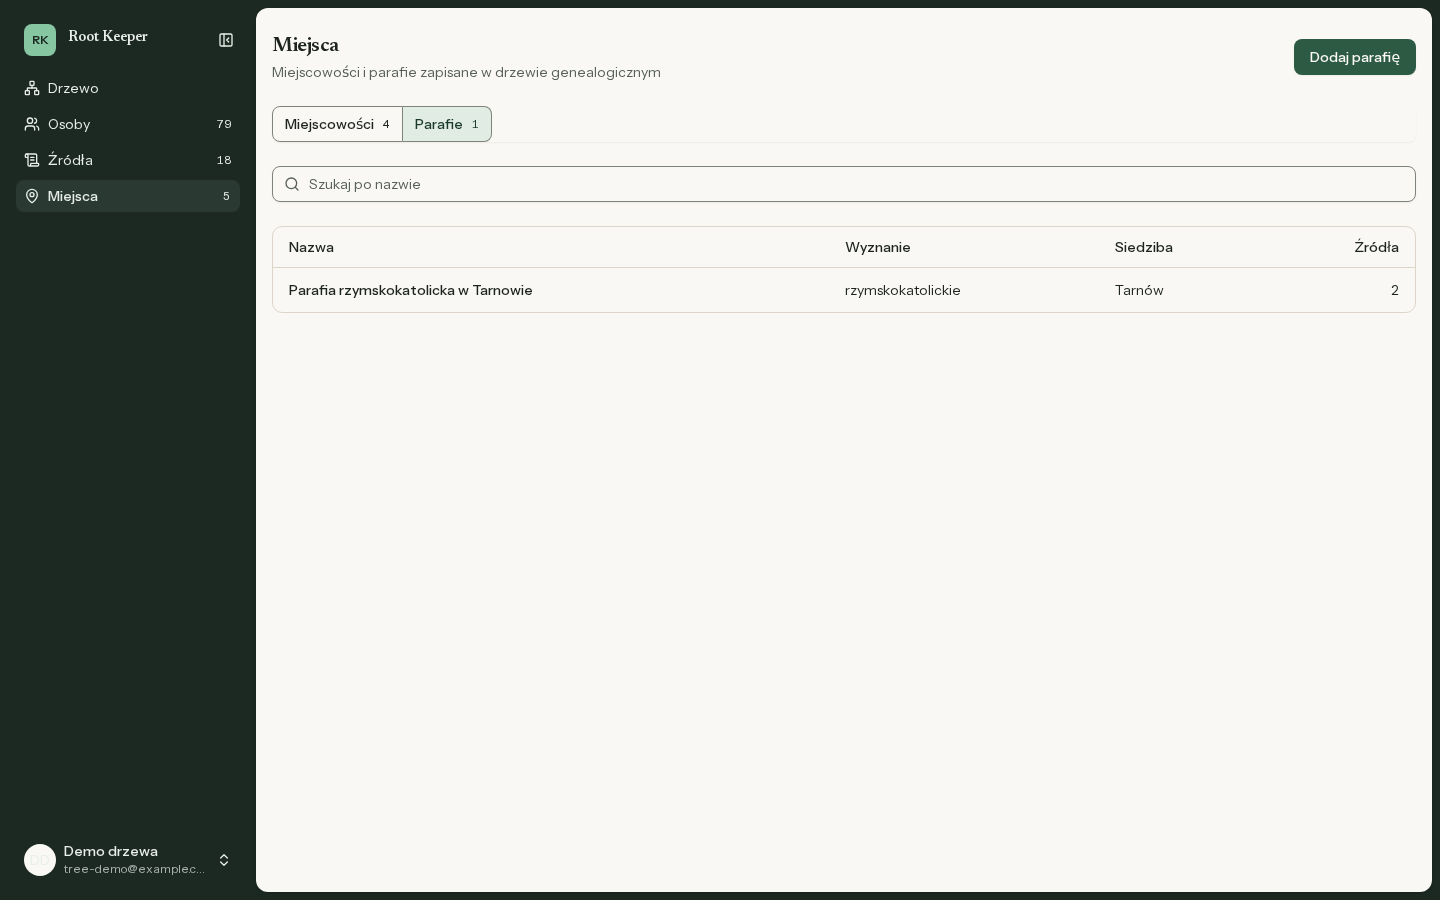 RK Root Keeper
Drzewo
Osoby 79
Źródła 18
Miejsca 5
Miejsca
Miejscowości i parafie zapisane w drzewie genealogicznym
Dodaj parafię
Miejscowości 4 Parafie 1
Szukaj po nazwie
Nazwa Wyznanie Siedziba Źródła
Parafia rzymskokatolicka w Tarnowie rzymskokatolickie Tarnów 2
DD
Demo drzewa
tree-demo@example.c...